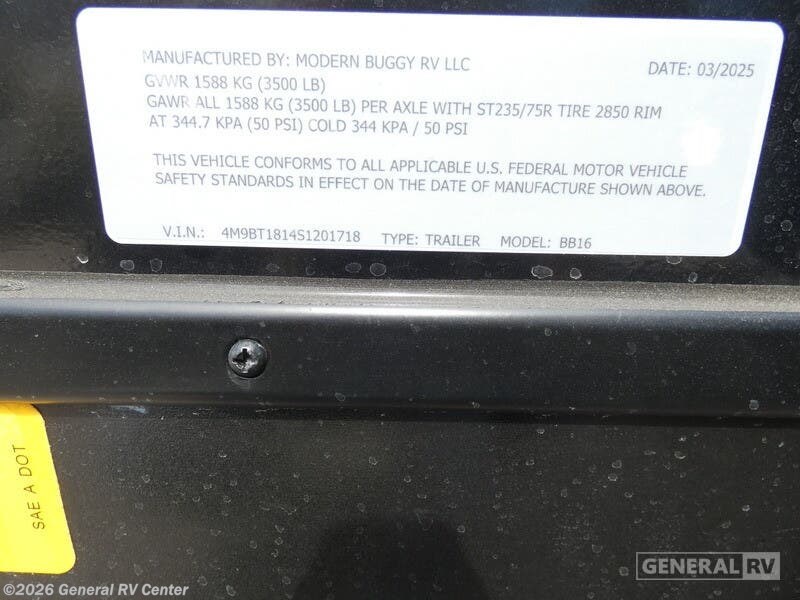 MANUFACTURED BY: MODERN BUGGY RV LLC DATE: 03/2025
GVWR 1588 KG (3500 LB)
GAWR ALL 1588 KG (3500 LB) PER AXLE WITH ST235/75R TIRE 2850 RIM
AT 344.7 KPA (50 PSI) COLD 344 KPA / 50 PSI
THIS VEHICLE CONFORMS TO ALL APPLICABLE U.S. FEDERAL MOTOR VEHICLE
SAFETY STANDARDS IN EFFECT ON THE DATE OF MANUFACTURE SHOWN ABOVE.
V.I.N.: 4M9BT1814S1201718 TYPE: TRAILER MODEL: BB16
SAE A DOT
GENERAL RV
©2026 General RV Center